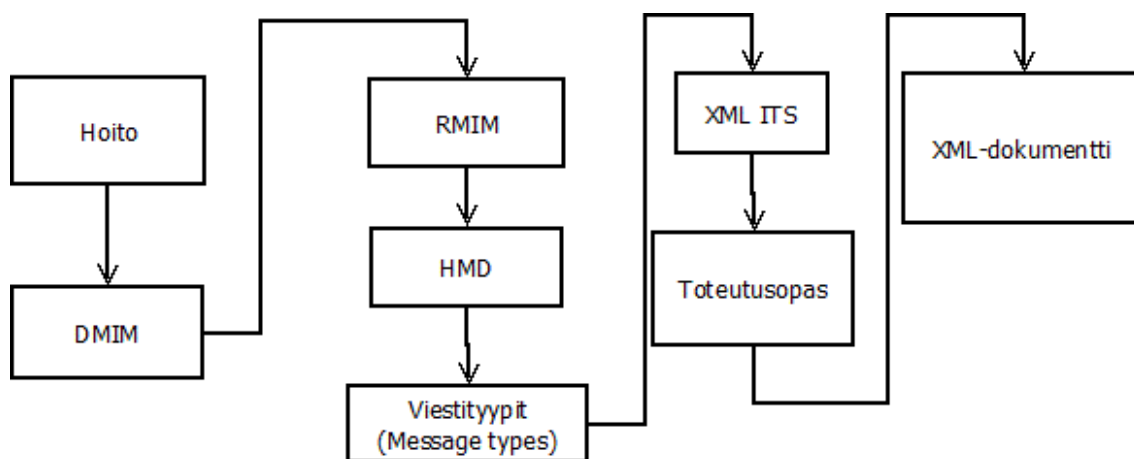 Hoito
DMIM
RMIM
HMD
Viestityypit
(Message types)
XML ITS
Toteutusopas
XML-dokumentti